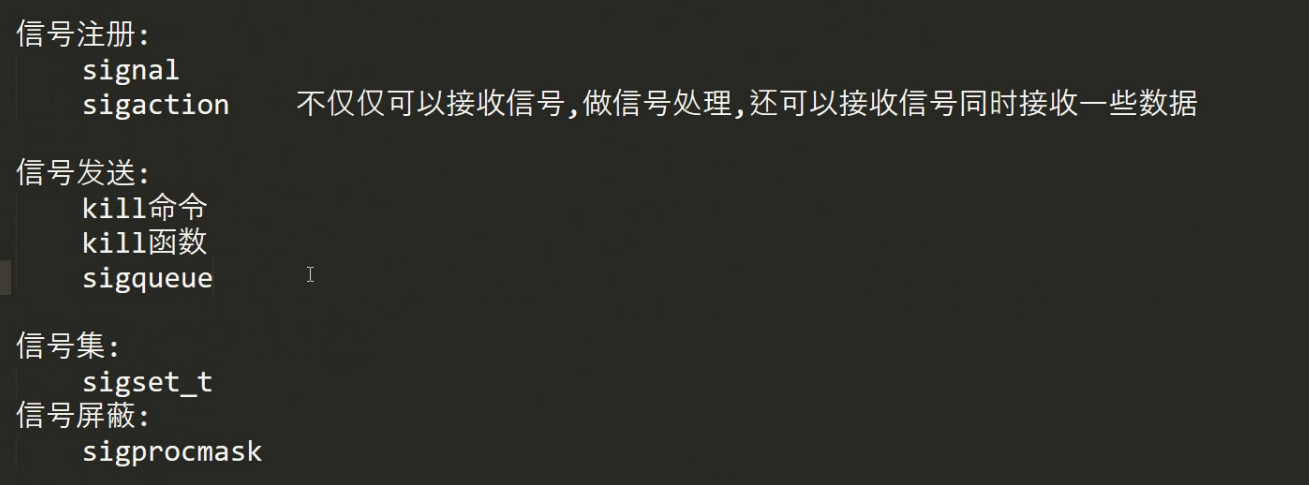 信号注册:
signal
sigaction 不仅仅可以接收信号,做信号处理,还可以接收信号同时接收一些数据
信号发送:
kill命令
kill函数
sigqueue
信号集:
sigset_t
信号屏蔽:
sigprocmask